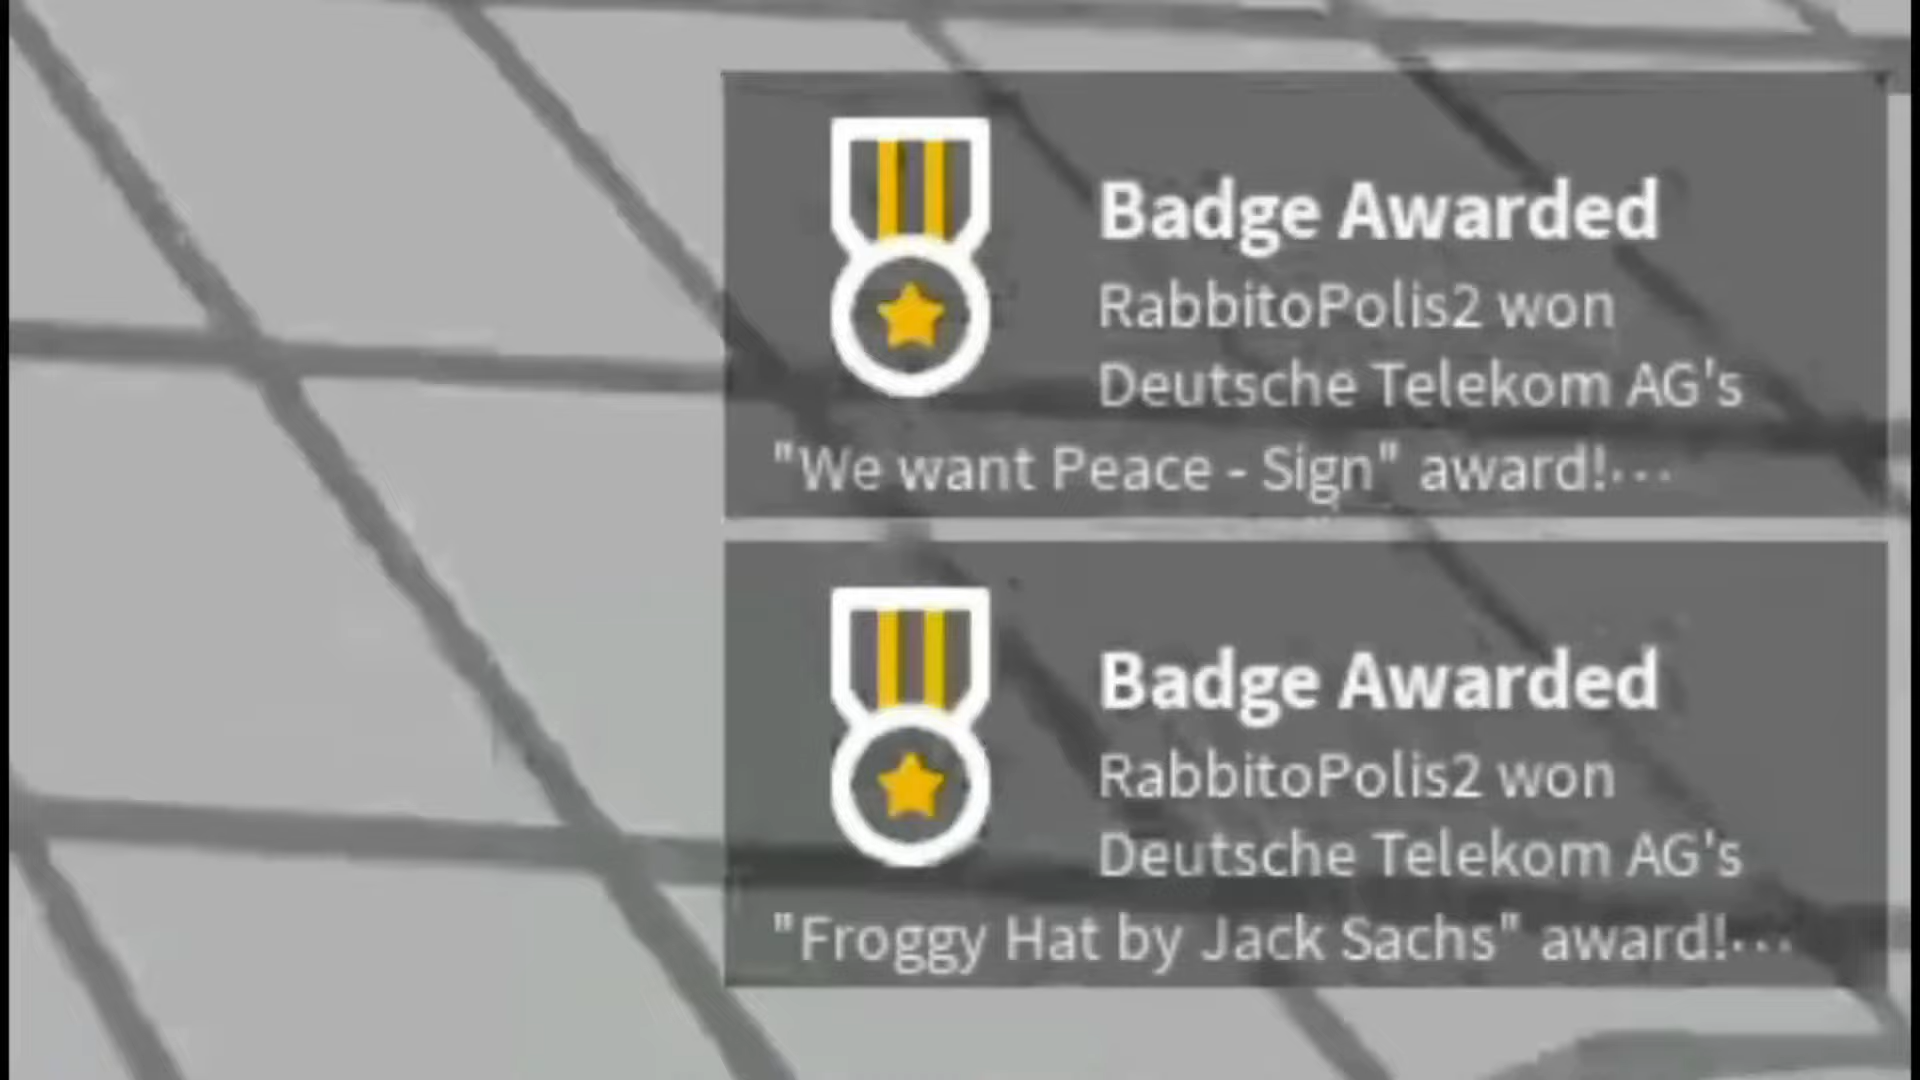 Badge Awarded
RabbitoPolis2 won
Deutsche Telekom AG's
"We want Peace - Sign" award!...
Badge Awarded
RabbitoPolis2 won
Deutsche Telekom AG's
"Froggy Hat by Jack Sachs" award!...